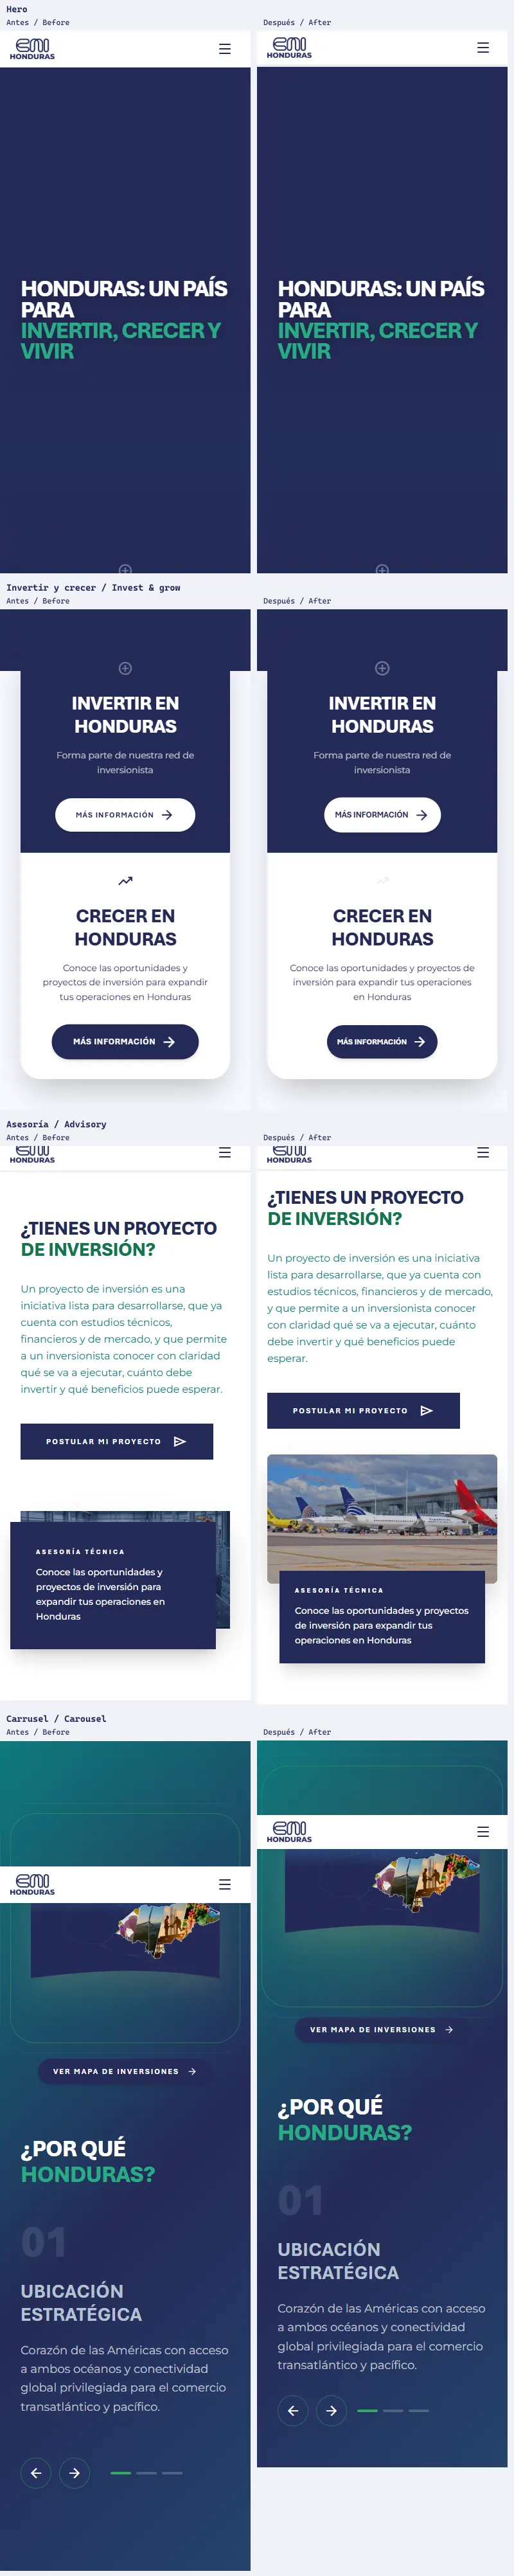 Hero
Antes / Before
Después / After
ENI
HONDURAS
ENI
HONDURAS
HONDURAS: UN PAÍS
PARA
INVERTIR, CRECER Y
VIVIR
HONDURAS: UN PAÍS
PARA
INVERTIR, CRECER Y
VIVIR
Invertir y crecer / Invest & grow
Antes / Before
Después / After
INVERTIR EN
HONDURAS
Forma parte de nuestra red de
inversionista
MÁS INFORMACIÓN
CRECER EN
HONDURAS
Conoce las oportunidades y
proyectos de inversión para expandir
tus operaciones en Honduras
MÁS INFORMACIÓN
INVERTIR EN
HONDURAS
Forma parte de nuestra red de
inversionista
MÁS INFORMACIÓN
CRECER EN
HONDURAS
Conoce las oportunidades y proyectos de
inversión para expandir tus operaciones
en Honduras
MÁS INFORMACIÓN
Asesoría / Advisory
Antes / Before
Después / After
ENI
HONDURAS
¿TIENES UN PROYECTO
DE INVERSIÓN?
Un proyecto de inversión es una
iniciativa lista para desarrollarse, que ya
cuenta con estudios técnicos,
financieros y de mercado, y que permite
a un inversionista conocer con claridad
qué se va a ejecutar, cuánto debe
invertir y qué beneficios puede esperar.
POSTULAR MI PROYECTO
ASESORÍA TÉCNICA
Conoce las oportunidades y
proyectos de inversión para
expandir tus operaciones en
Honduras
ENI
HONDURAS
¿TIENES UN PROYECTO
DE INVERSIÓN?
Un proyecto de inversión es una iniciativa
lista para desarrollarse, que ya cuenta con
estudios técnicos, financieros y de mercado,
y que permite a un inversionista conocer
con claridad qué se va a ejecutar, cuánto
debe invertir y qué beneficios puede
esperar.
POSTULAR MI PROYECTO
ASESORÍA TÉCNICA
Conoce las oportunidades y proyectos
de inversión para expandir tus
operaciones en Honduras
Carrusel / Carousel
Antes / Before
Después / After
ENI
HONDURAS
VER MAPA DE INVERSIONES
¿POR QUÉ
HONDURAS?
01
UBICACIÓN
ESTRATÉGICA
Corazón de las Américas con acceso
a ambos océanos y conectividad
global privilegiada para el comercio
transatlántico y pacífico.
ENI
HONDURAS
VER MAPA DE INVERSIONES
¿POR QUÉ
HONDURAS?
01
UBICACIÓN
ESTRATÉGICA
Corazón de las Américas con acceso
a ambos océanos y conectividad
global privilegiada para el comercio
transatlántico y pacífico.